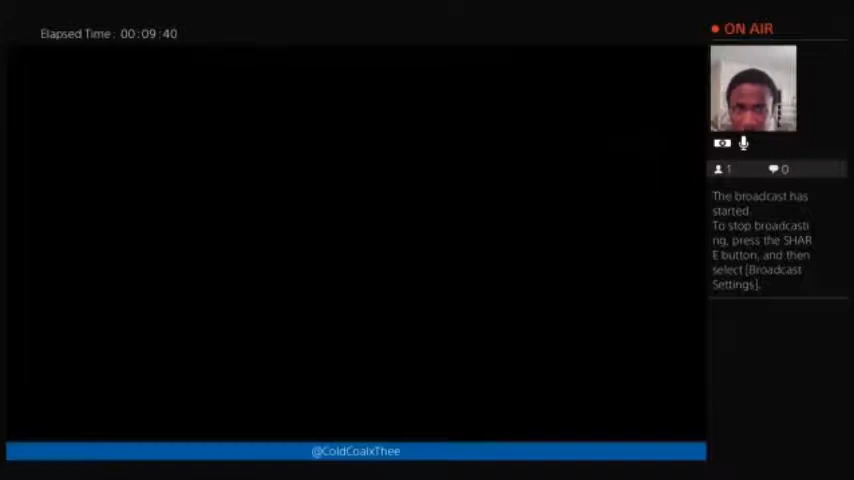 Elapsed Time : 00:09:40
ON AIR
1 0
The broadcast has
started.
To stop broadcasti
ng, press the SHAR
E button, and then
select [Broadcast
Settings].
@ColdCoalxThee